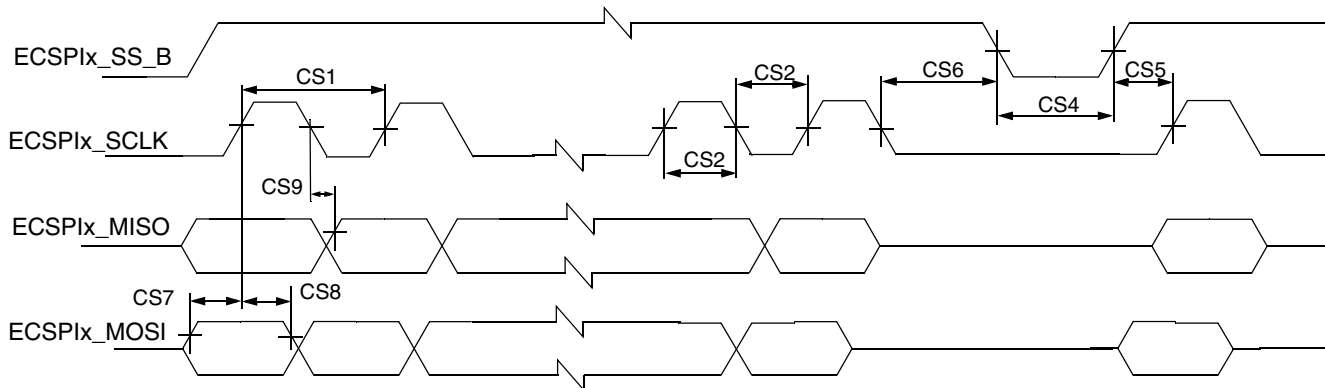 ECSPIx_SS_B
CS1
CS2
CS6
CS5
CS4
ECSPIx_SCLK
CS2
CS9
ECSPIx_MISO
CS7
CS8
ECSPIx_MOSI